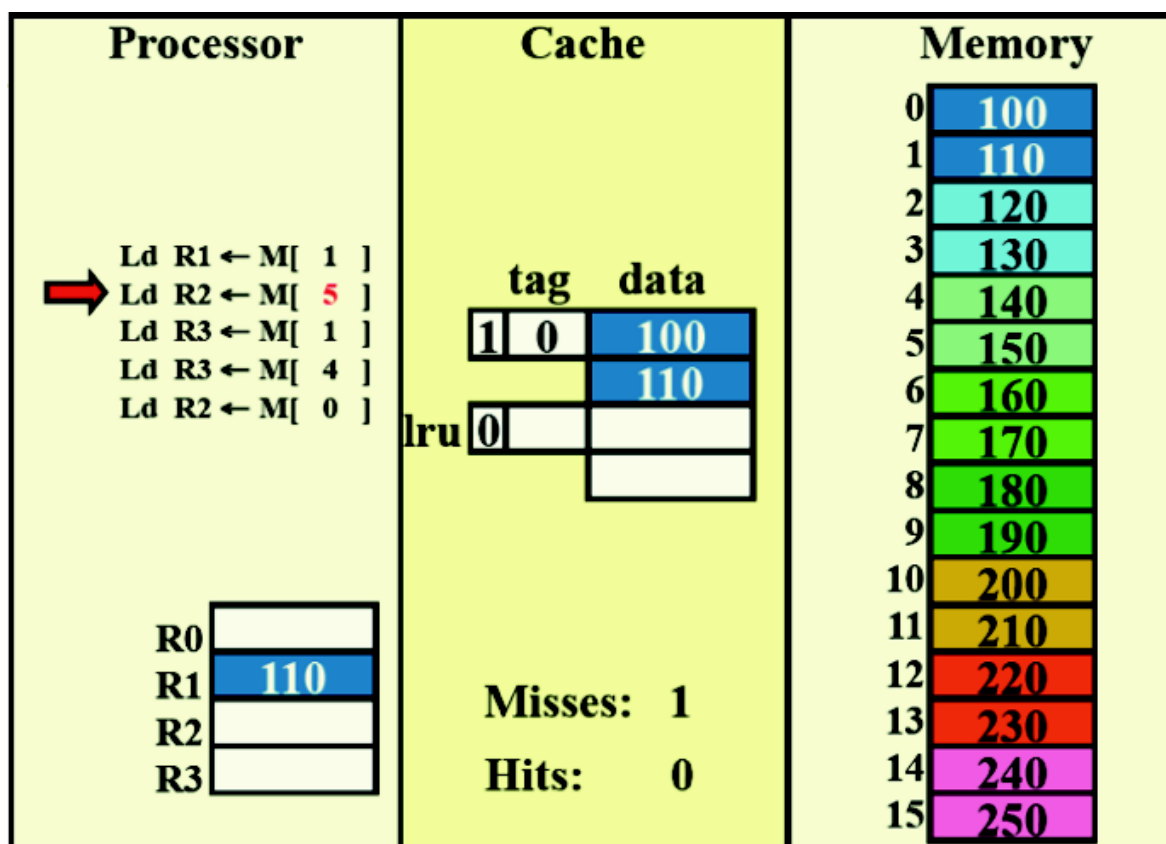 Processor
Ld R1 ← M[ 1 ]
Ld R2 ← M[ 5 ]
Ld R3 ← M[ 1 ]
Ld R3 ← M[ 4 ]
Ld R2 ← M[ 0 ]
R0
R1 110
R2
R3
Cache
tag data
1 0 100
110
lru 0
Misses: 1
Hits: 0
Memory
0 100
1 110
2 120
3 130
4 140
5 150
6 160
7 170
8 180
9 190
10 200
11 210
12 220
13 230
14 240
15 250